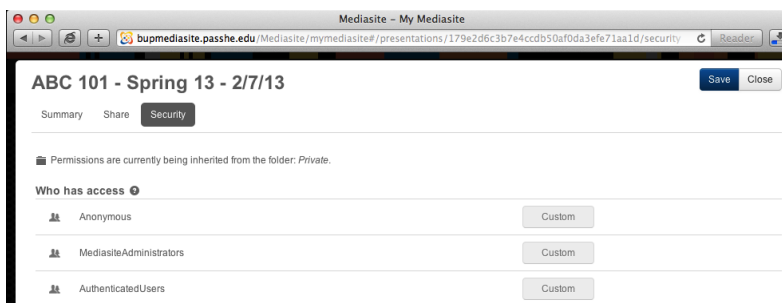 Mediasite – My Mediasite
bupmediasite.passhe.edu/Mediasite/mymediasite#/presentations/179e2d6c3b7e4ccdb50af0da3efe71aa1d/security
Reader
ABC 101 - Spring 13 - 2/7/13
Save
Close
Summary
Share
Security
Permissions are currently being inherited from the folder: Private.
Who has access
Anonymous
Custom
MediasiteAdministrators
Custom
AuthenticatedUsers
Custom